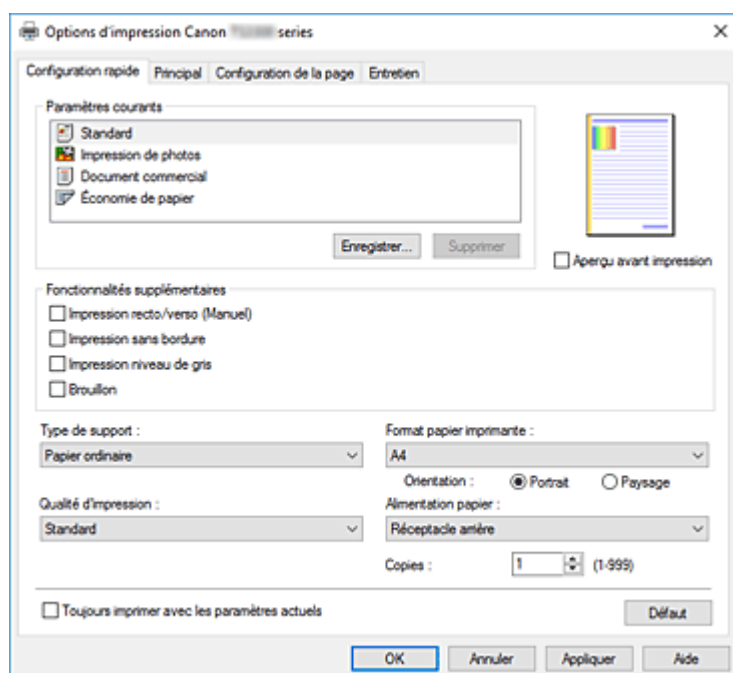 Options d'impression Canon series
Configuration rapide Principal Configuration de la page Entretien
Paramètres courants
Standard
Impression de photos
Document commercial
Économie de papier
Enregistrer... Supprimer
Aperçu avant impression
Fonctionnalités supplémentaires
Impression recto/verso (Manuel)
Impression sans bordure
Impression niveau de gris
Brouillon
Type de support :
Papier ordinaire
Format papier imprimante :
A4
Orientation : Portrait Paysage
Qualité d'impression :
Standard
Alimentation papier :
Réceptacle arrière
Copies : 1 (1-999)
Toujours imprimer avec les paramètres actuels
Défaut
OK Annuler Appliquer Aide